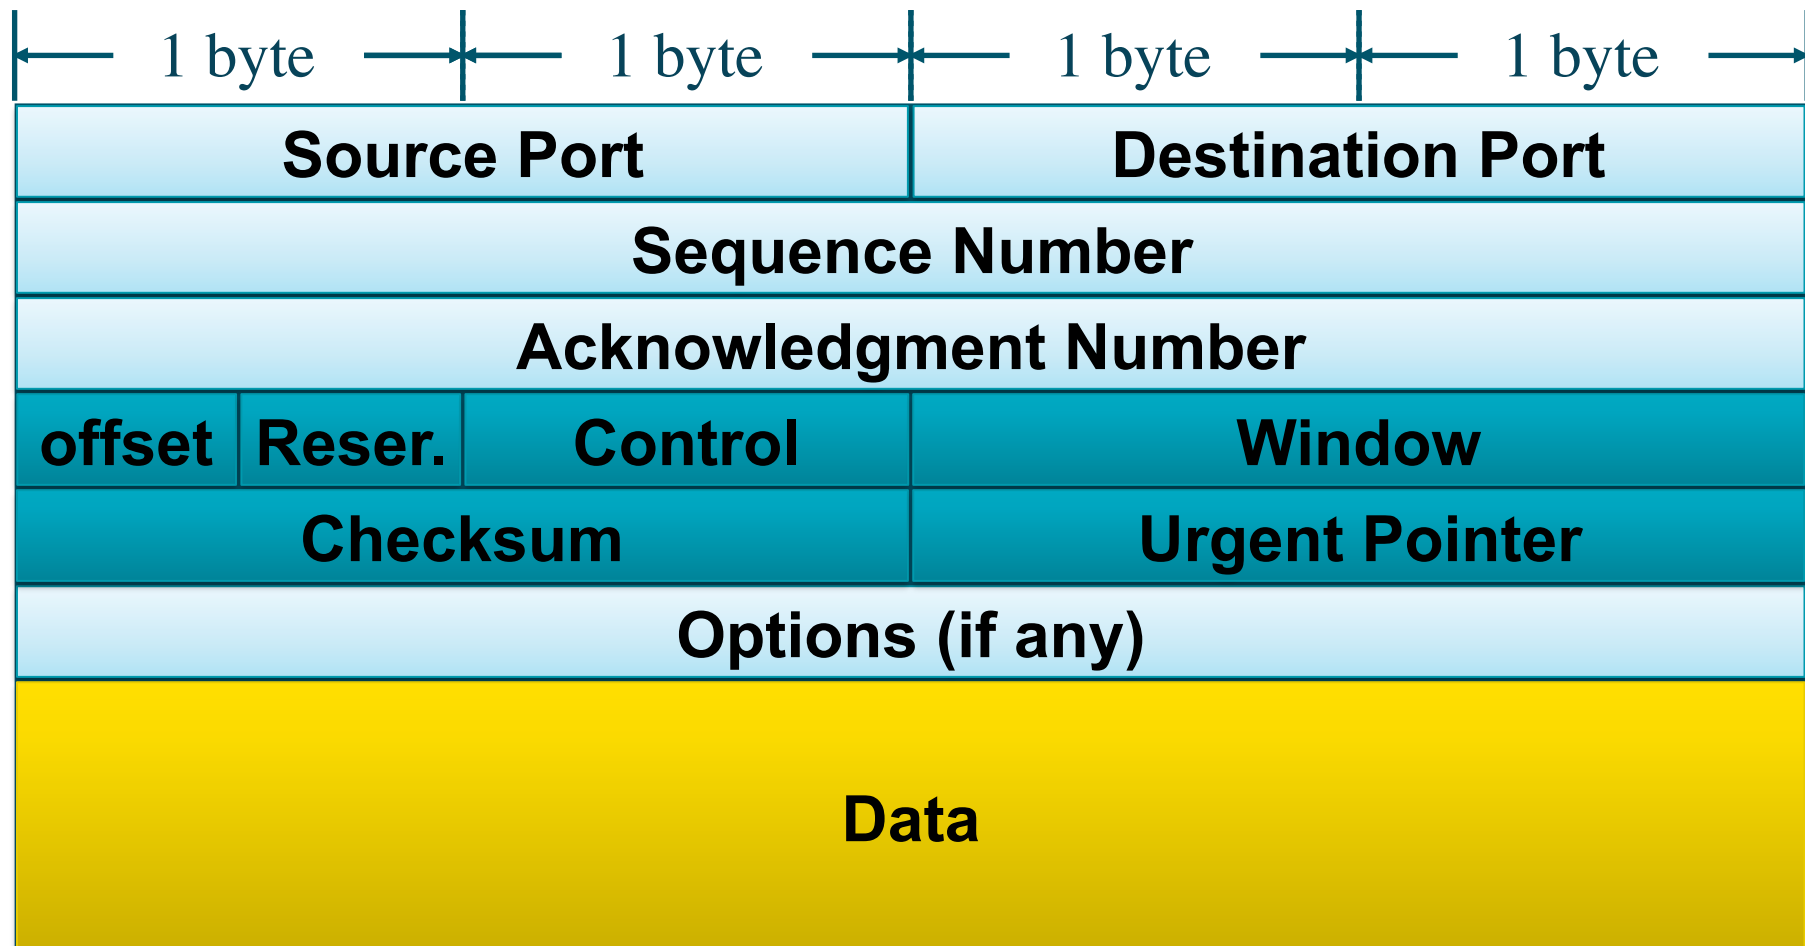 1 byte 1 byte 1 byte 1 byte
Source Port Destination Port
Sequence Number
Acknowledgment Number
offset Reser. Control Window
Checksum Urgent Pointer
Options (if any)
Data